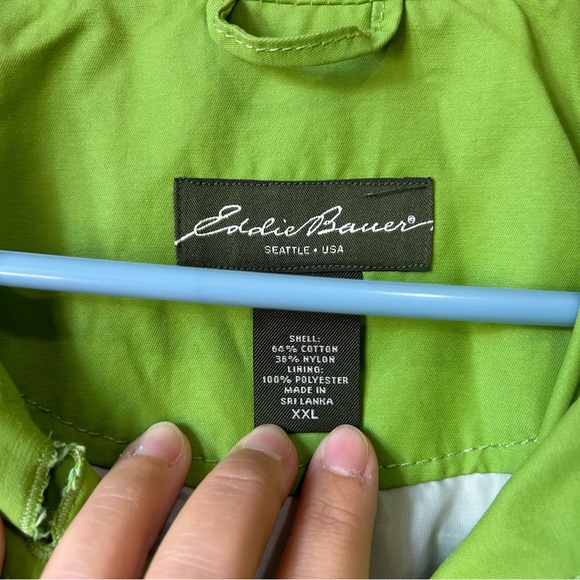 Eddie Bauer®
SEATTLE • USA
SHELL:
64% COTTON
36% NYLON
LINING:
100% POLYESTER
MADE IN
SRI LANKA
XXL